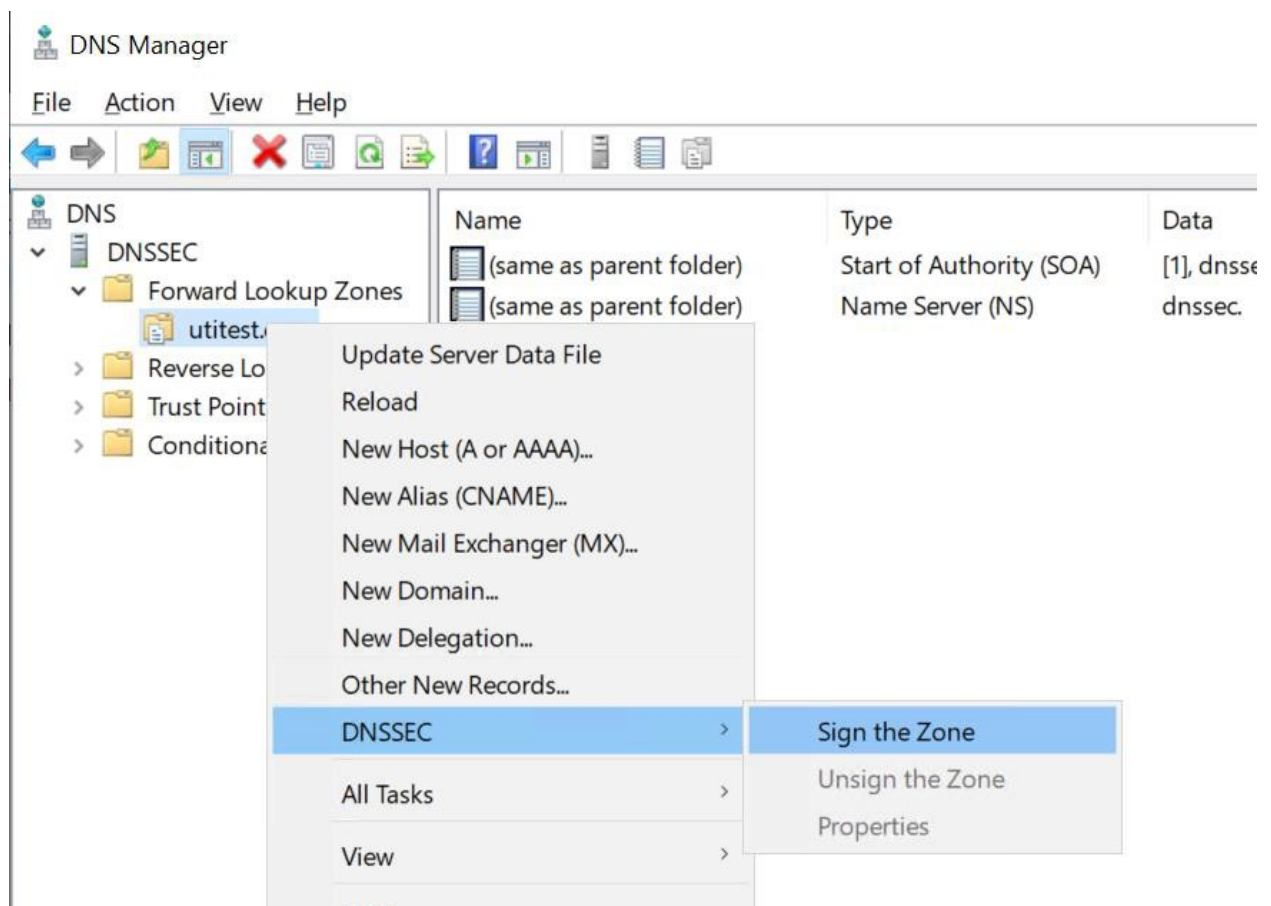 DNS Manager
File Action View Help
DNS
DNSSEC
Forward Lookup Zones
utitest.
Reverse Lo
Trust Point
Conditiona
Name Type Data
(same as parent folder) Start of Authority (SOA) [1], dnsse
(same as parent folder) Name Server (NS) dnssec.
Update Server Data File
Reload
New Host (A or AAAA)...
New Alias (CNAME)...
New Mail Exchanger (MX)...
New Domain...
New Delegation...
Other New Records...
DNSSEC
All Tasks
View
Sign the Zone
Unsign the Zone
Properties